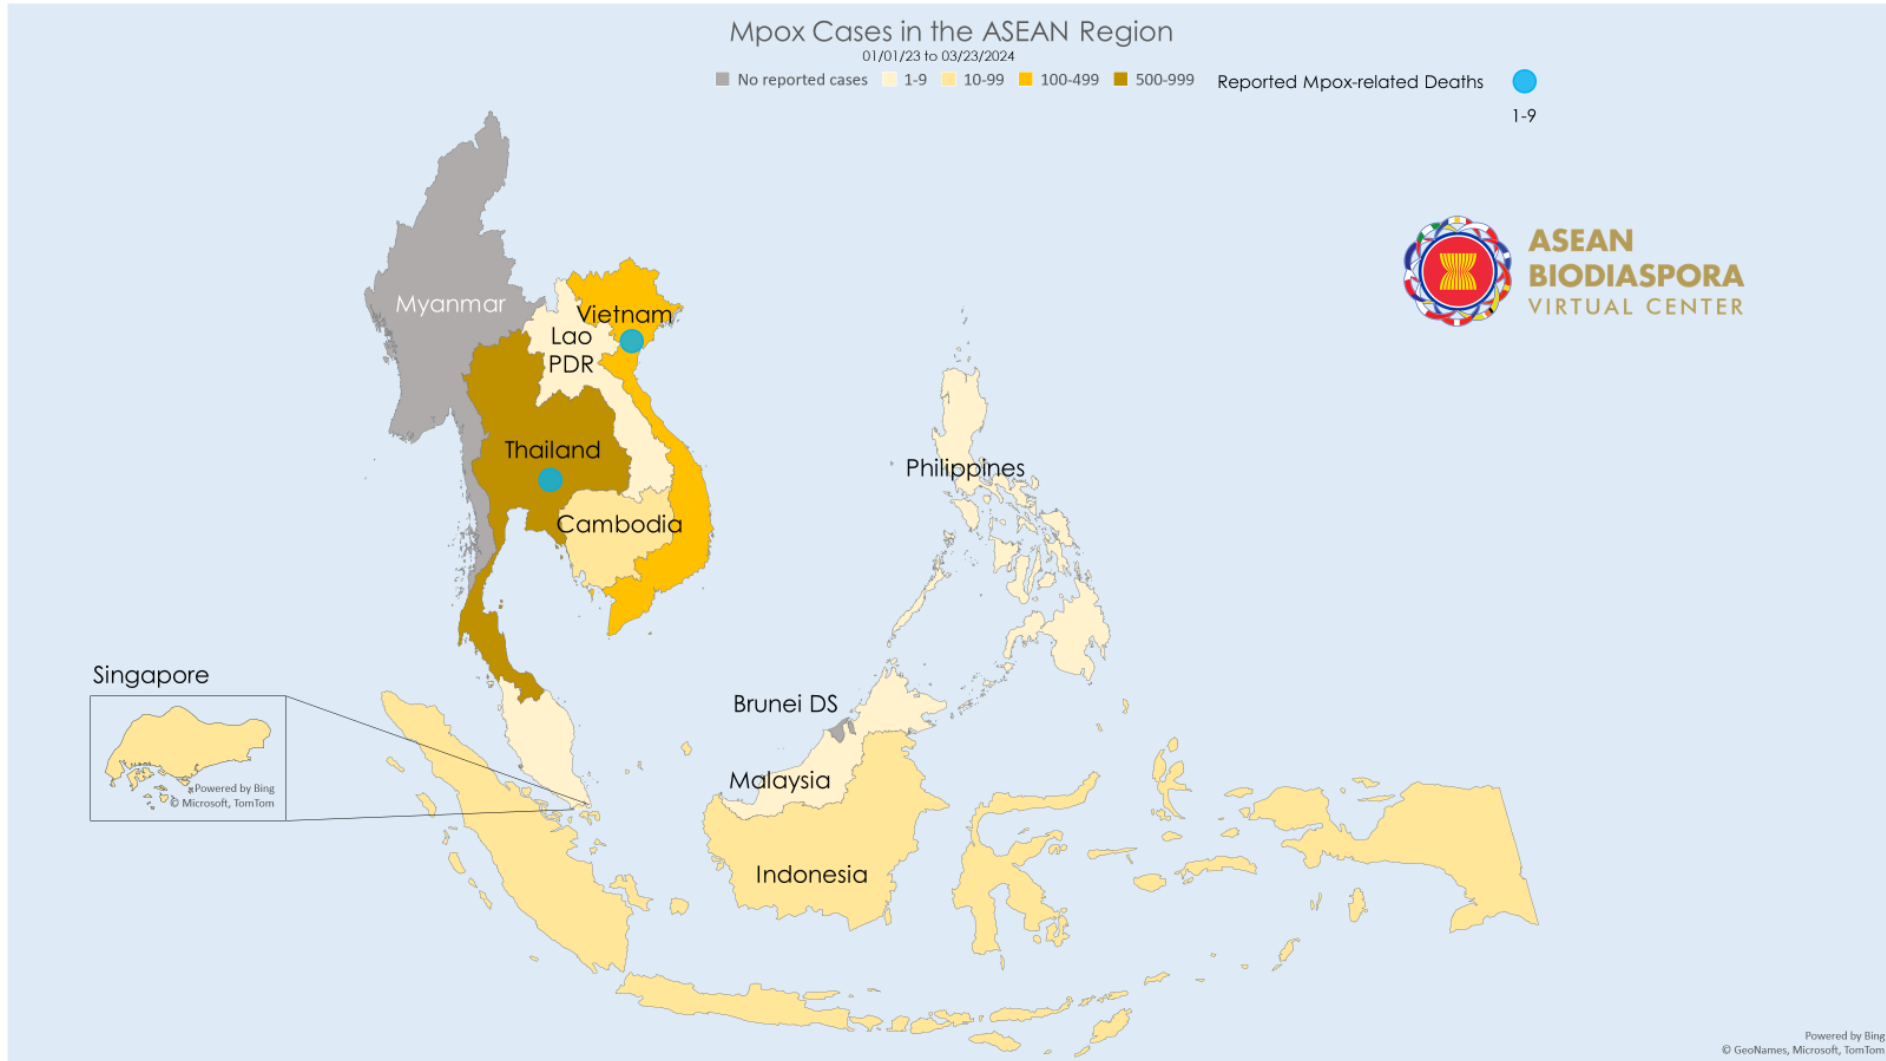 Mpox Cases in the ASEAN Region
01/01/23 to 03/23/2024
No reported cases 1-9 10-99 100-499 500-999 Reported Mpox-related Deaths
1-9
ASEAN
BIODIASPORA
VIRTUAL CENTER
Myanmar
Vietnam
Lao
PDR
Thailand
Philippines
Cambodia
Singapore
Powered by Bing
© Microsoft, TomTom
Brunei DS
Malaysia
Indonesia
Powered by Bing
© GeoNames, Microsoft, TomTom